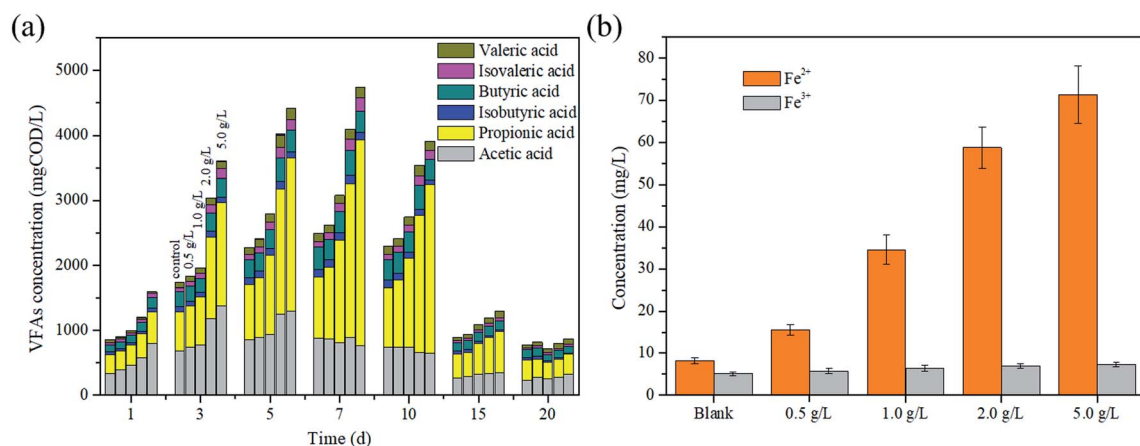 (a)
VFAs concentration (mgCOD/L)
5000
4000
3000
2000
1000
0
Valeric acid
Isovaleric acid
Butyric acid
Isobutyric acid
Propionic acid
Acetic acid
control
0.5 g/L
1.0 g/L
2.0 g/L
5.0 g/L
1 3 5 7 10 15 20
Time (d)
(b)
Concentration (mg/L)
80
70
60
50
40
30
20
10
0
Fe²⁺
Fe³⁺
Blank 0.5 g/L 1.0 g/L 2.0 g/L 5.0 g/L